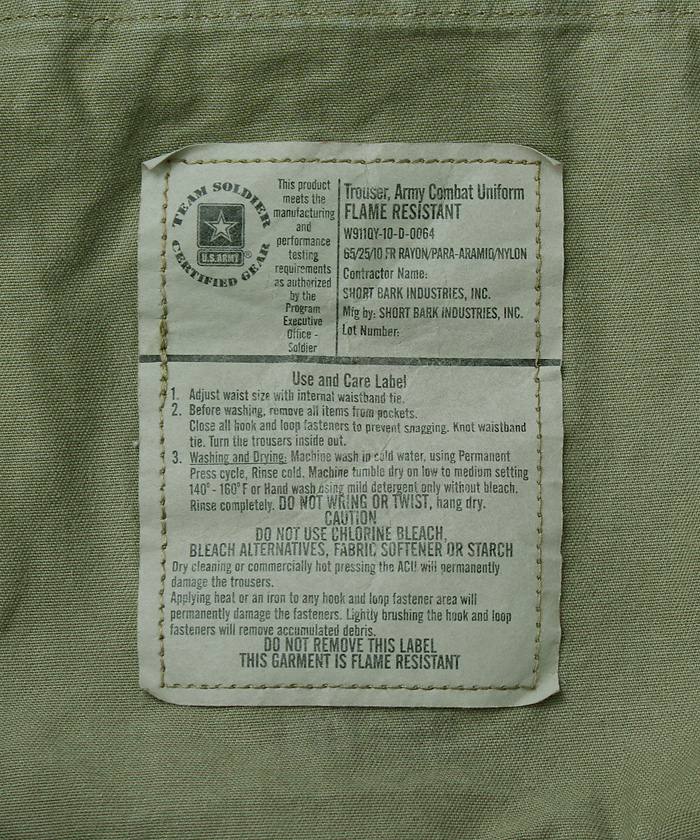 TEAM SOLDIER
U.S.ARMY®
CERTIFIED GEAR
This product
meets the
manufacturing
and
performance
testing
requirements
as authorized
by the
Program
Executive
Office -
Soldier
Trouser, Army Combat Uniform
FLAME RESISTANT
W911QY-10-D-0064
65/25/10 FR RAYON/PARA-ARAMID/NYLON
Contractor Name:
SHORT BARK INDUSTRIES, INC.
Mfg by: SHORT BARK INDUSTRIES, INC.
Lot Number:
Use and Care Label
1. Adjust waist size with internal waistband tie.
2. Before washing, remove all items from pockets.
Close all hook and loop fasteners to prevent snagging. Knot waistband
tie. Turn the trousers inside out.
3. Washing and Drying: Machine wash in cold water, using Permanent
Press cycle, Rinse cold. Machine tumble dry on low to medium setting
140° - 160° F or Hand wash using mild detergent only without bleach.
Rinse completely. DO NOT WRING OR TWIST, hang dry.
CAUTION
DO NOT USE CHLORINE BLEACH,
BLEACH ALTERNATIVES, FABRIC SOFTENER OR STARCH
Dry cleaning or commercially hot pressing the ACU will permanently
damage the trousers.
Applying heat or an iron to any hook and loop fastener area will
permanently damage the fasteners. Lightly brushing the hook and loop
fasteners will remove accumulated debris.
DO NOT REMOVE THIS LABEL
THIS GARMENT IS FLAME RESISTANT